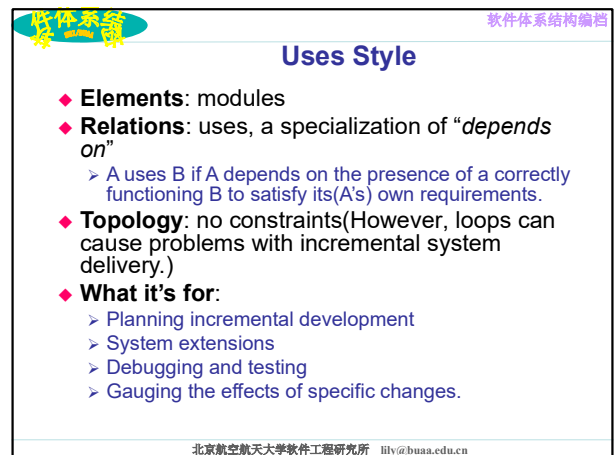 软件体系结构编档
Uses Style
◆ Elements: modules
◆ Relations: uses, a specialization of “depends
on”
➢ A uses B if A depends on the presence of a correctly
functioning B to satisfy its(A’s) own requirements.
◆ Topology: no constraints(However, loops can
cause problems with incremental system
delivery.)
◆ What it’s for:
➢ Planning incremental development
➢ System extensions
➢ Debugging and testing
➢ Gauging the effects of specific changes.
北京航空航天大学软件工程研究所 lily@buaa.edu.cn